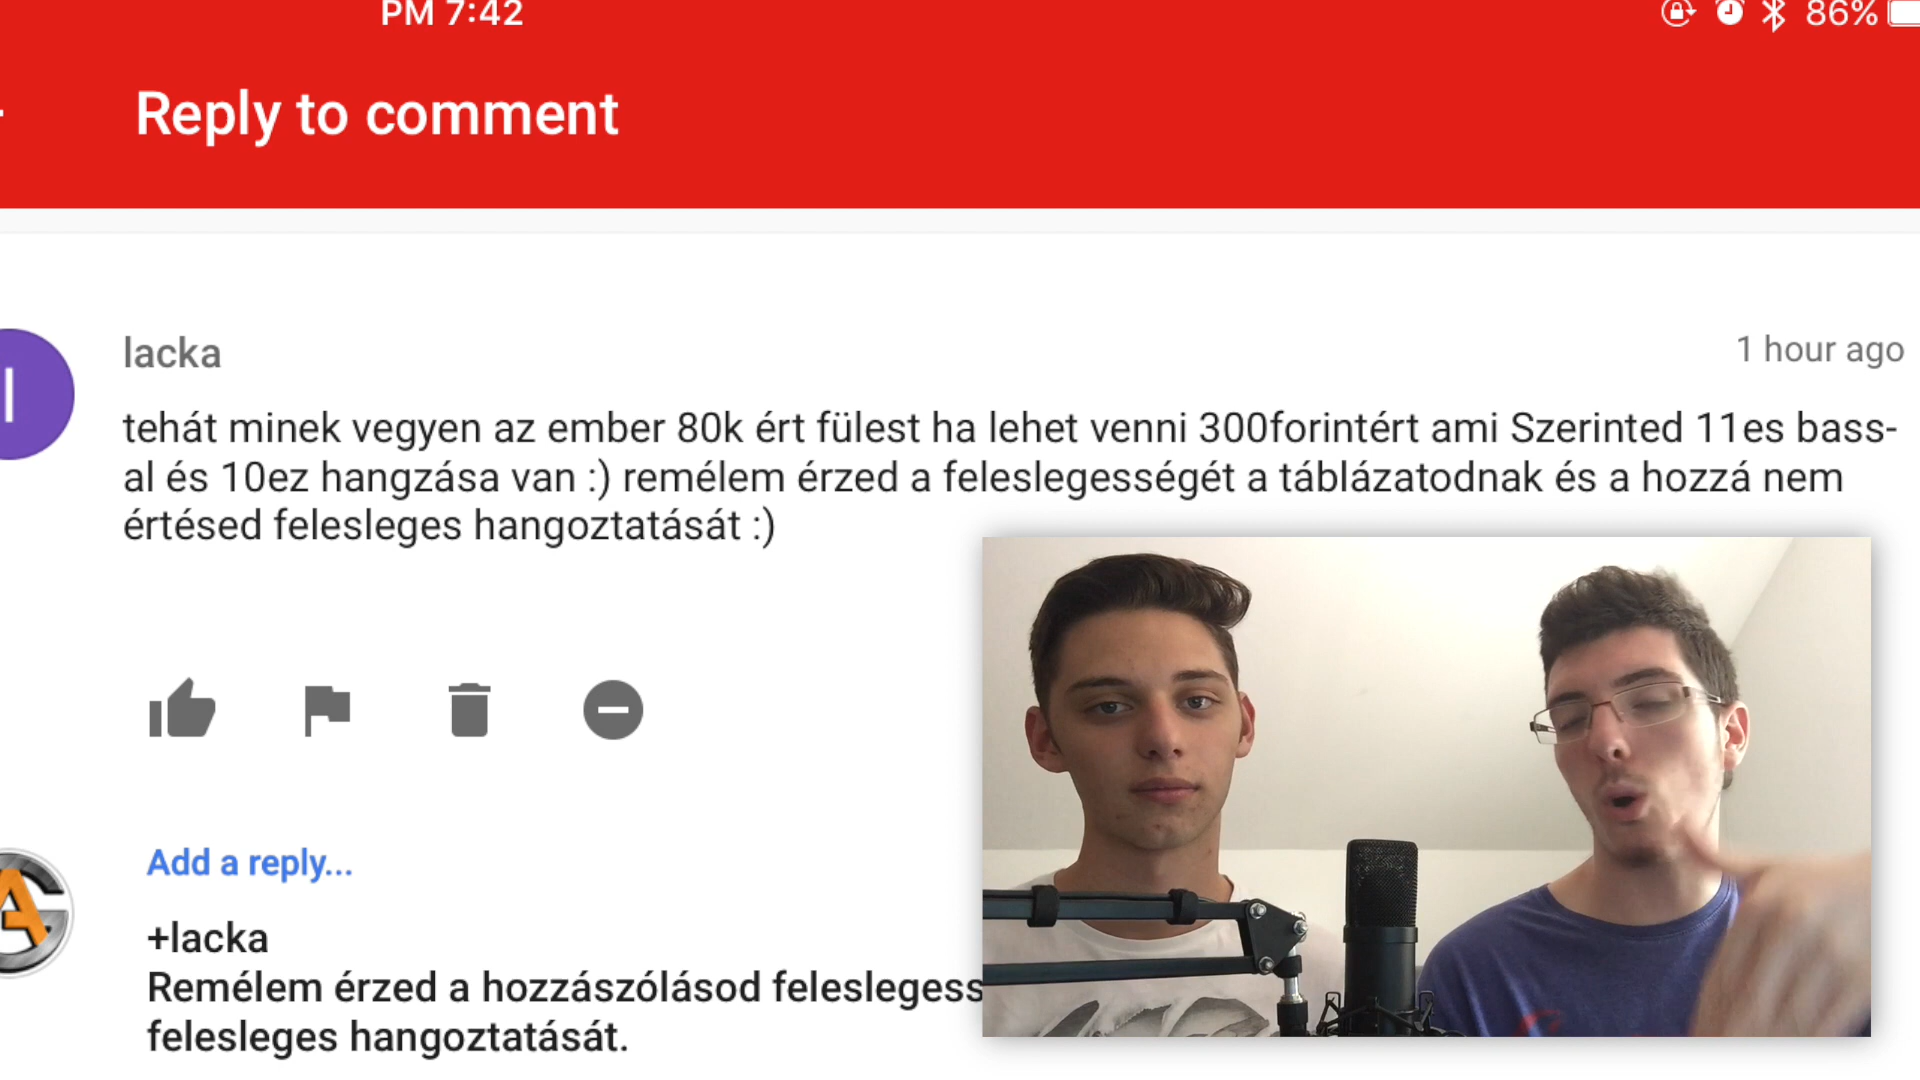 PM 7:42
86%
Reply to comment
lacka
1 hour ago
tehát minek vegyen az ember 80k ért fülest ha lehet venni 300forintért ami Szerinted 11es bass-
al és 10ez hangzása van :) remélem érzed a feleslegességét a táblázatodnak és a hozzá nem
értésed felesleges hangoztatását :)
Add a reply...
+lacka
Remélem érzed a hozzászólásod feleslegess
felesleges hangoztatását.